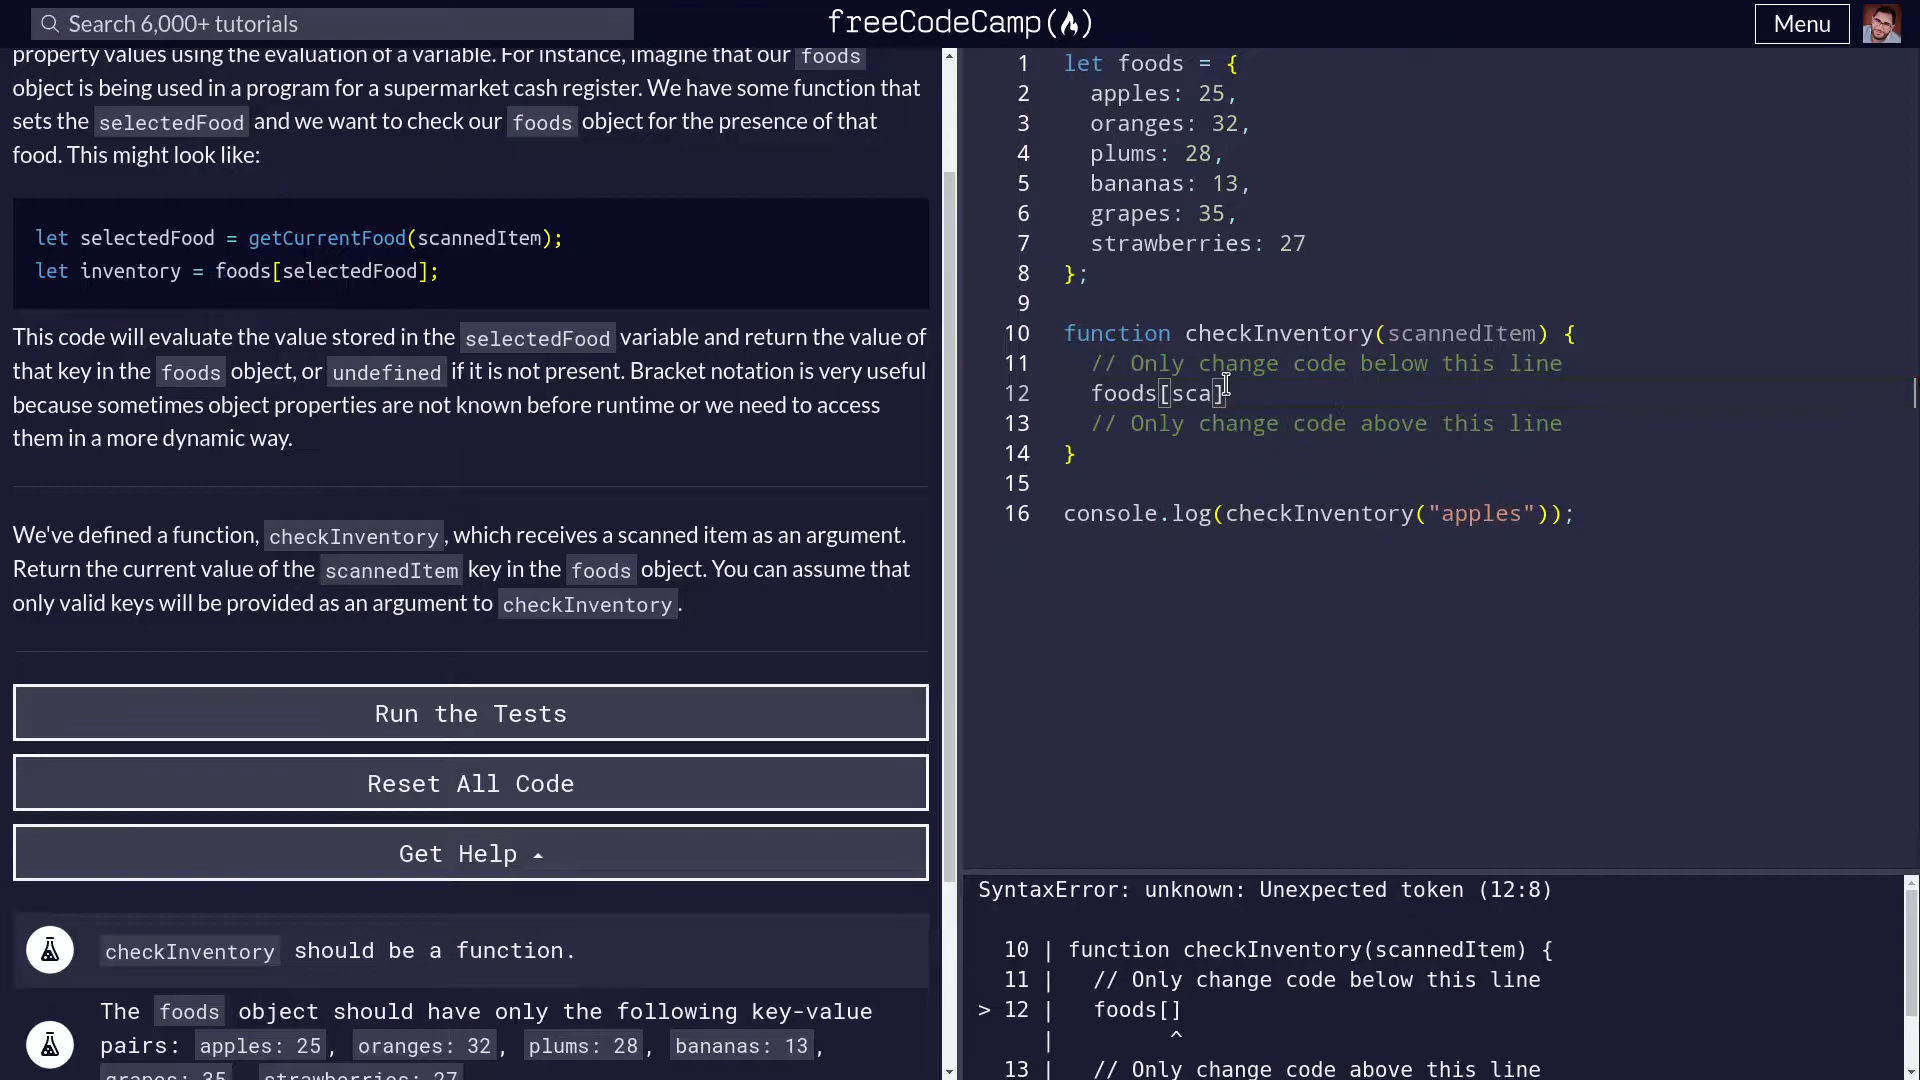 Search 6,000+ tutorials
freeCodeCamp
Menu
property values using the evaluation of a variable. For instance, imagine that our foods
object is being used in a program for a supermarket cash register. We have some function that
sets the selectedFood and we want to check our foods object for the presence of that
food. This might look like:
let selectedFood = getCurrentFood(scannedItem);
let inventory = foods[selectedFood];
This code will evaluate the value stored in the selectedFood variable and return the value of
that key in the foods object, or undefined if it is not present. Bracket notation is very useful
because sometimes object properties are not known before runtime or we need to access
them in a more dynamic way.
We've defined a function, checkInventory, which receives a scanned item as an argument.
Return the current value of the scannedItem key in the foods object. You can assume that
only valid keys will be provided as an argument to checkInventory.
Run the Tests
Reset All Code
Get Help
checkInventory should be a function.
The foods object should have only the following key-value
pairs: apples: 25, oranges: 32, plums: 28, bananas: 13,
grapes: 35, strawberries: 27
1 let foods = {
2 apples: 25,
3 oranges: 32,
4 plums: 28,
5 bananas: 13,
6 grapes: 35,
7 strawberries: 27
8 };
9
10 function checkInventory(scannedItem) {
11 // Only change code below this line
12 foods[sca]
13 // Only change code above this line
14 }
15
16 console.log(checkInventory("apples"));
SyntaxError: unknown: Unexpected token (12:8)
10 | function checkInventory(scannedItem) {
11 | // Only change code below this line
> 12 | foods[]
| ^
13 | // Only change code above this line